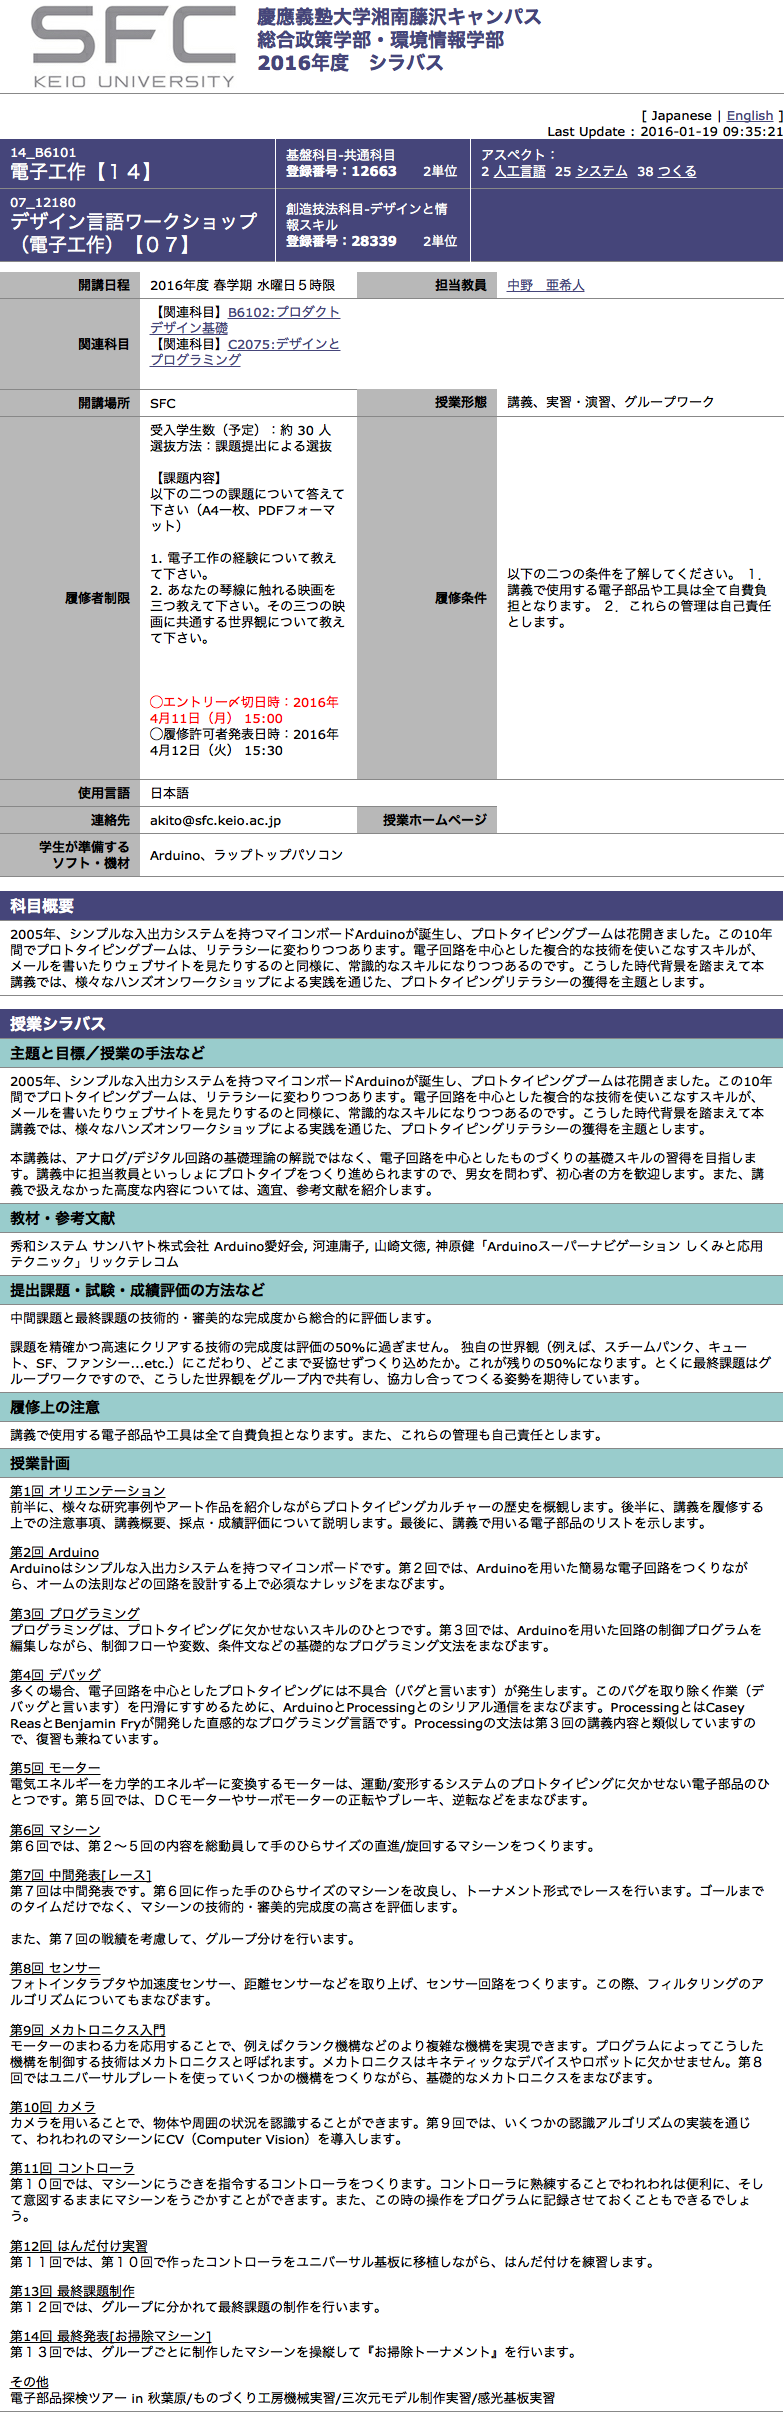 SFC
KEIO UNIVERSITY
慶應義塾大学湘南藤沢キャンパス
総合政策学部・環境情報学部
2016年度　シラバス
[ Japanese | English ]
Last Update : 2016-01-19 09:35:21
14_B6101
電子工作【１４】
基盤科目-共通科目
登録番号：12663 2単位
アスペクト：
2 人工言語 25 システム 38 つくる
07_12180
デザイン言語ワークショップ
（電子工作）【０７】
創造技法科目-デザインと情
報スキル
登録番号：28339 2単位
開講日程
2016年度 春学期 水曜日５時限
担当教員
中野　亜希人
関連科目
【関連科目】B6102:プロダクト
デザイン基礎
【関連科目】C2075:デザインと
プログラミング
開講場所
SFC
授業形態
講義、実習・演習、グループワーク
履修者制限
受入学生数（予定）：約 30 人
選抜方法：課題提出による選抜
【課題内容】
以下の二つの課題について答えて
下さい（A4一枚、PDFフォーマ
ット）
1. 電子工作の経験について教え
て下さい。
2. あなたの琴線に触れる映画を
三つ教えて下さい。その三つの映
画に共通する世界観について教え
て下さい。
◯エントリー〆切日時：2016年
4月11日（月） 15:00
◯履修許可者発表日時：2016年
4月12日（火） 15:30
履修条件
以下の二つの条件を了解してください。 １．
講義で使用する電子部品や工具は全て自費負
担となります。 ２．これらの管理は自己責任
とします。
使用言語
日本語
連絡先
akito@sfc.keio.ac.jp
授業ホームページ
学生が準備する
ソフト・機材
Arduino、ラップトップパソコン
科目概要
2005年、シンプルな入出力システムを持つマイコンボードArduinoが誕生し、プロトタイピングブームは花開きました。この10年
間でプロトタイピングブームは、リテラシーに変わりつつあります。電子回路を中心とした複合的な技術を使いこなすスキルが、
メールを書いたりウェブサイトを見たりするのと同様に、常識的なスキルになりつつあるのです。こうした時代背景を踏まえて本
講義では、様々なハンズオンワークショップによる実践を通じた、プロトタイピングリテラシーの獲得を主題とします。
授業シラバス
主題と目標／授業の手法など
2005年、シンプルな入出力システムを持つマイコンボードArduinoが誕生し、プロトタイピングブームは花開きました。この10年
間でプロトタイピングブームは、リテラシーに変わりつつあります。電子回路を中心とした複合的な技術を使いこなすスキルが、
メールを書いたりウェブサイトを見たりするのと同様に、常識的なスキルになりつつあるのです。こうした時代背景を踏まえて本
講義では、様々なハンズオンワークショップによる実践を通じた、プロトタイピングリテラシーの獲得を主題とします。
本講義は、アナログ/デジタル回路の基礎理論の解説ではなく、電子回路を中心としたものづくりの基礎スキルの習得を目指しま
す。講義中に担当教員といっしょにプロトタイプをつくり進められますので、男女を問わず、初心者の方を歓迎します。また、講
義で扱えなかった高度な内容については、適宜、参考文献を紹介します。
教材・参考文献
秀和システム サンハヤト株式会社 Arduino愛好会, 河連庸子, 山崎文徳, 神原健「Arduinoスーパーナビゲーション しくみと応用
テクニック」リックテレコム
提出課題・試験・成績評価の方法など
中間課題と最終課題の技術的・審美的な完成度から総合的に評価します。
課題を精確かつ高速にクリアする技術の完成度は評価の50%に過ぎません。 独自の世界観（例えば、スチームパンク、キュー
ト、SF、ファンシー...etc.）にこだわり、どこまで妥協せずつくり込めたか。これが残りの50%になります。とくに最終課題はグ
ループワークですので、こうした世界観をグループ内で共有し、協力し合ってつくる姿勢を期待しています。
履修上の注意
講義で使用する電子部品や工具は全て自費負担となります。また、これらの管理も自己責任とします。
授業計画
第1回 オリエンテーション
前半に、様々な研究事例やアート作品を紹介しながらプロトタイピングカルチャーの歴史を概観します。後半に、講義を履修する
上での注意事項、講義概要、採点・成績評価について説明します。最後に、講義で用いる電子部品のリストを示します。
第2回 Arduino
Arduinoはシンプルな入出力システムを持つマイコンボードです。第２回では、Arduinoを用いた簡易な電子回路をつくりなが
ら、オームの法則などの回路を設計する上で必須なナレッジをまなびます。
第3回 プログラミング
プログラミングは、プロトタイピングに欠かせないスキルのひとつです。第３回では、Arduinoを用いた回路の制御プログラムを
編集しながら、制御フローや変数、条件文などの基礎的なプログラミング文法をまなびます。
第4回 デバッグ
多くの場合、電子回路を中心としたプロトタイピングには不具合（バグと言います）が発生します。このバグを取り除く作業（デ
バッグと言います）を円滑にすすめるために、ArduinoとProcessingとのシリアル通信をまなびます。ProcessingとはCasey
ReasとBenjamin Fryが開発した直感的なプログラミング言語です。Processingの文法は第３回の講義内容と類似していますの
で、復習も兼ねています。
第5回 モーター
電気エネルギーを力学的エネルギーに変換するモーターは、運動/変形するシステムのプロトタイピングに欠かせない電子部品のひ
とつです。第５回では、ＤＣモーターやサーボモーターの正転やブレーキ、逆転などをまなびます。
第6回 マシーン
第６回では、第２〜５回の内容を総動員して手のひらサイズの直進/旋回するマシーンをつくります。
第7回 中間発表[レース]
第７回は中間発表です。第６回に作った手のひらサイズのマシーンを改良し、トーナメント形式でレースを行います。ゴールまで
のタイムだけでなく、マシーンの技術的・審美的完成度の高さを評価します。
また、第７回の戦績を考慮して、グループ分けを行います。
第8回 センサー
フォトインタラプタや加速度センサー、距離センサーなどを取り上げ、センサー回路をつくります。この際、フィルタリングのア
ルゴリズムについてもまなびます。
第9回 メカトロニクス入門
モーターのまわる力を応用することで、例えばクランク機構などのより複雑な機構を実現できます。プログラムによってこうした
機構を制御する技術はメカトロニクスと呼ばれます。メカトロニクスはキネティックなデバイスやロボットに欠かせません。第８
回ではユニバーサルプレートを使っていくつかの機構をつくりながら、基礎的なメカトロニクスをまなびます。
第10回 カメラ
カメラを用いることで、物体や周囲の状況を認識することができます。第９回では、いくつかの認識アルゴリズムの実装を通じ
て、われわれのマシーンにCV（Computer Vision）を導入します。
第11回 コントローラ
第１０回では、マシーンにうごきを指令するコントローラをつくります。コントローラに熟練することでわれわれは便利に、そし
て意図するままにマシーンをうごかすことができます。また、この時の操作をプログラムに記録させておくこともできるでしょ
う。
第12回 はんだ付け実習
第１１回では、第１０回で作ったコントローラをユニバーサル基板に移植しながら、はんだ付けを練習します。
第13回 最終課題制作
第１２回では、グループに分かれて最終課題の制作を行います。
第14回 最終発表[お掃除マシーン]
第１３回では、グループごとに制作したマシーンを操縦して『お掃除トーナメント』を行います。
その他
電子部品探検ツアー in 秋葉原/ものづくり工房機械実習/三次元モデル制作実習/感光基板実習